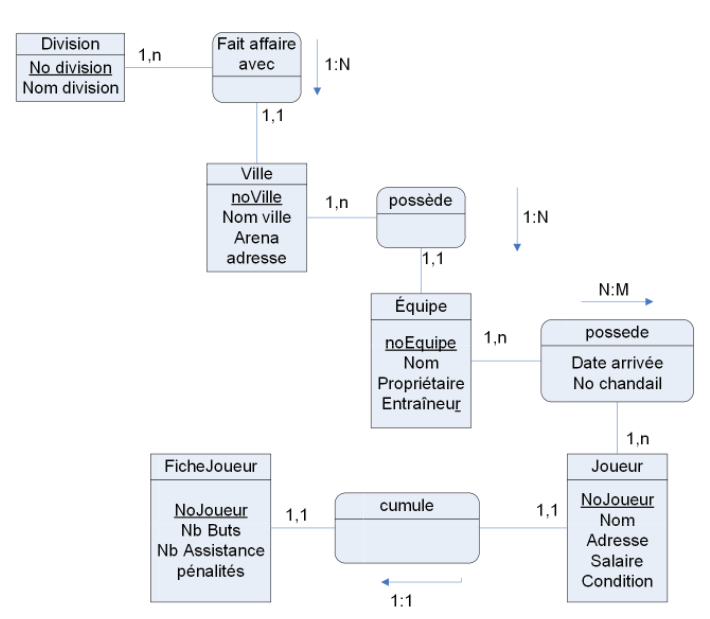 Division
No division
Nom division
1,n
Fait affaire
avec
1:N
1,1
Ville
noVille
Nom ville
Arena
adresse
1,n
possède
1:N
1,1
Équipe
noEquipe
Nom
Propriétaire
Entraîneur
1,n
N:M
possede
Date arrivée
No chandail
1,n
FicheJoueur
NoJoueur
Nb Buts
Nb Assistance
pénalités
1,1
cumule
1,1
1:1
Joueur
NoJoueur
Nom
Adresse
Salaire
Condition